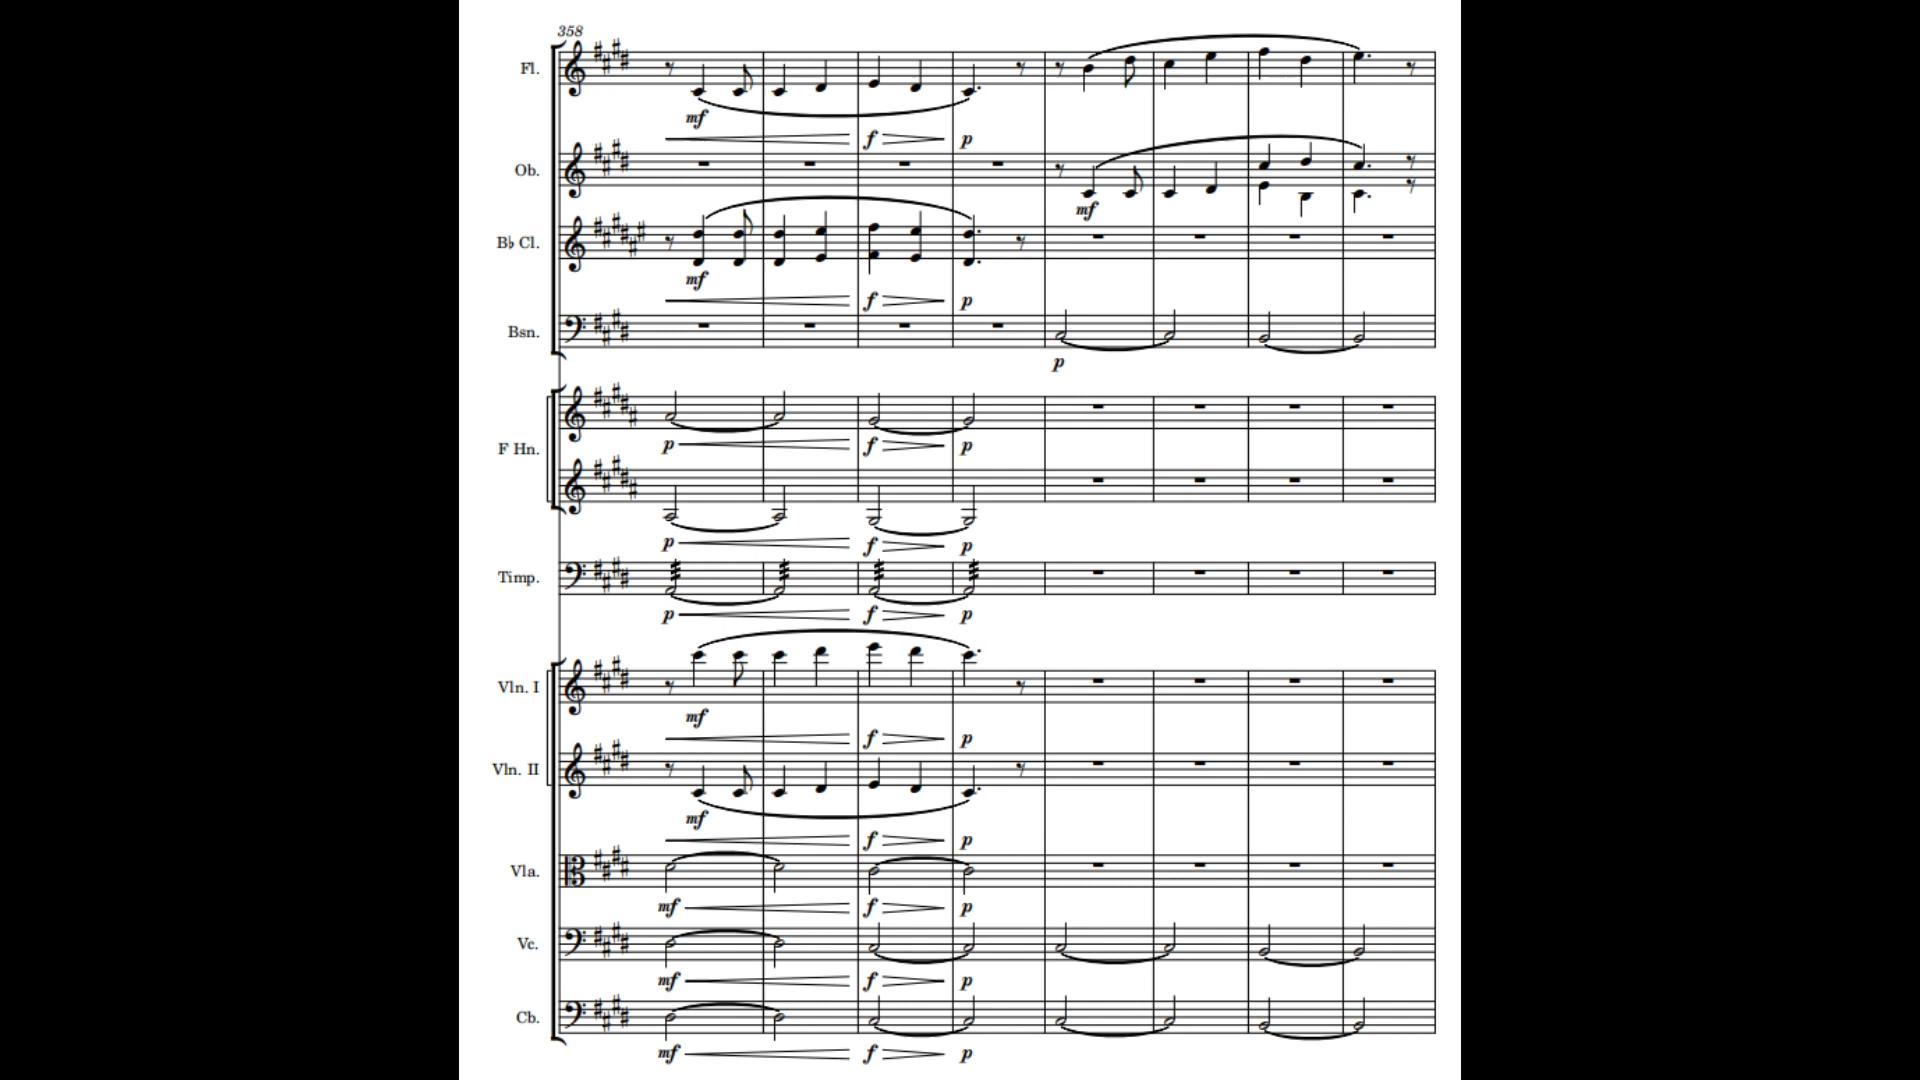 358
Fl.
mf f p
Ob.
mf
B♭ Cl.
mf f p
Bsn.
p
F Hn.
p f p
p f p
Timp.
p f p
Vln. I
mf f p
Vln. II
mf f p
Vla.
mf f p
Vc.
mf f p
Cb.
mf f p